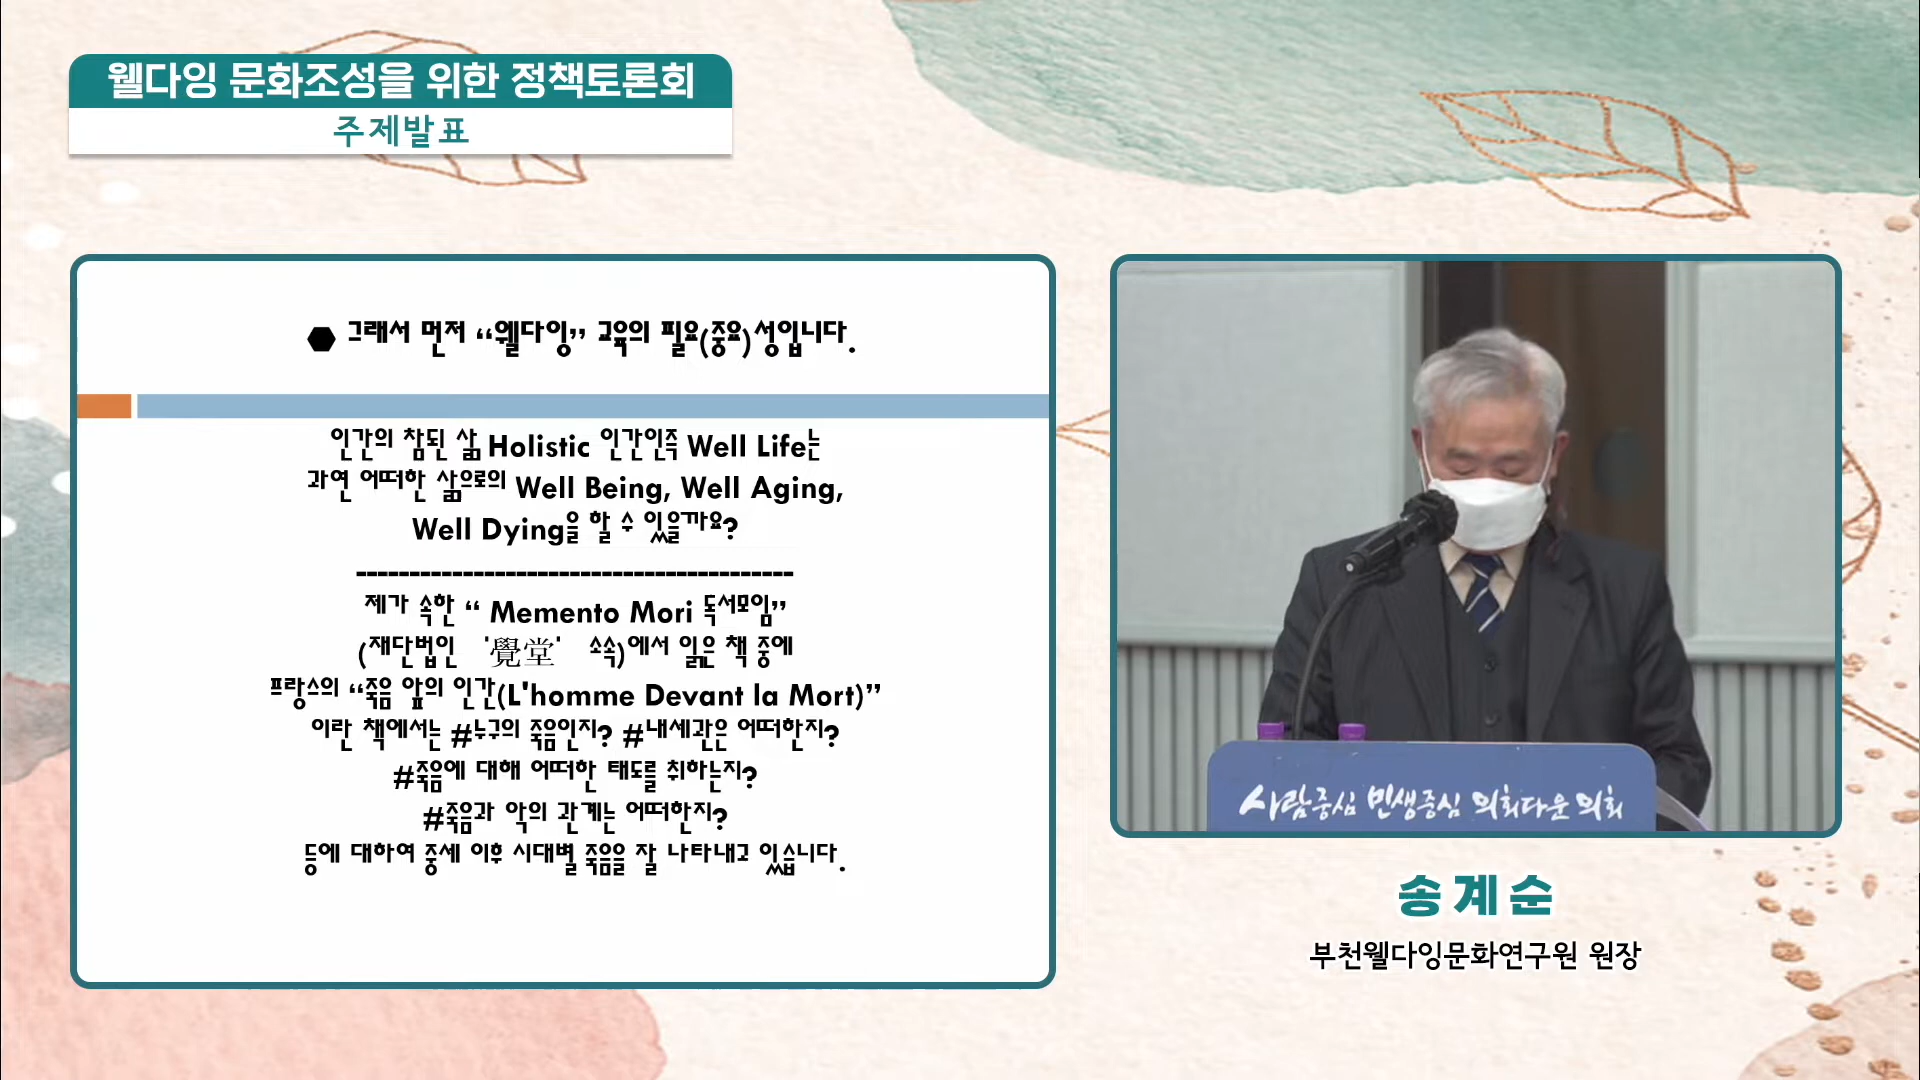 웰다잉 문화조성을 위한 정책토론회
주제발표
● 그래서 먼저 “웰다잉” 교육의 필요(중요)성입니다.
인간의 참된 삶 Holistic 인간인즉 Well Life는
과연 어떠한 삶으로의 Well Being, Well Aging,
Well Dying을 할 수 있을까요?
-----------------------------------------
제가 속한 “ Memento Mori 독서모임”
(재단법인 '覺堂' 소속)에서 읽은 책 중에
프랑스의 “죽음 앞의 인간(L'homme Devant la Mort)”
이란 책에서는 #누구의 죽음인지? #내세관은 어떠한지?
#죽음에 대해 어떠한 태도를 취하는지?
#죽음과 악의 관계는 어떠한지?
등에 대하여 중세 이후 시대별 죽음을 잘 나타내고 있습니다.
사람중심 민생중심 의회다운 의회
송계순
부천웰다잉문화연구원 원장